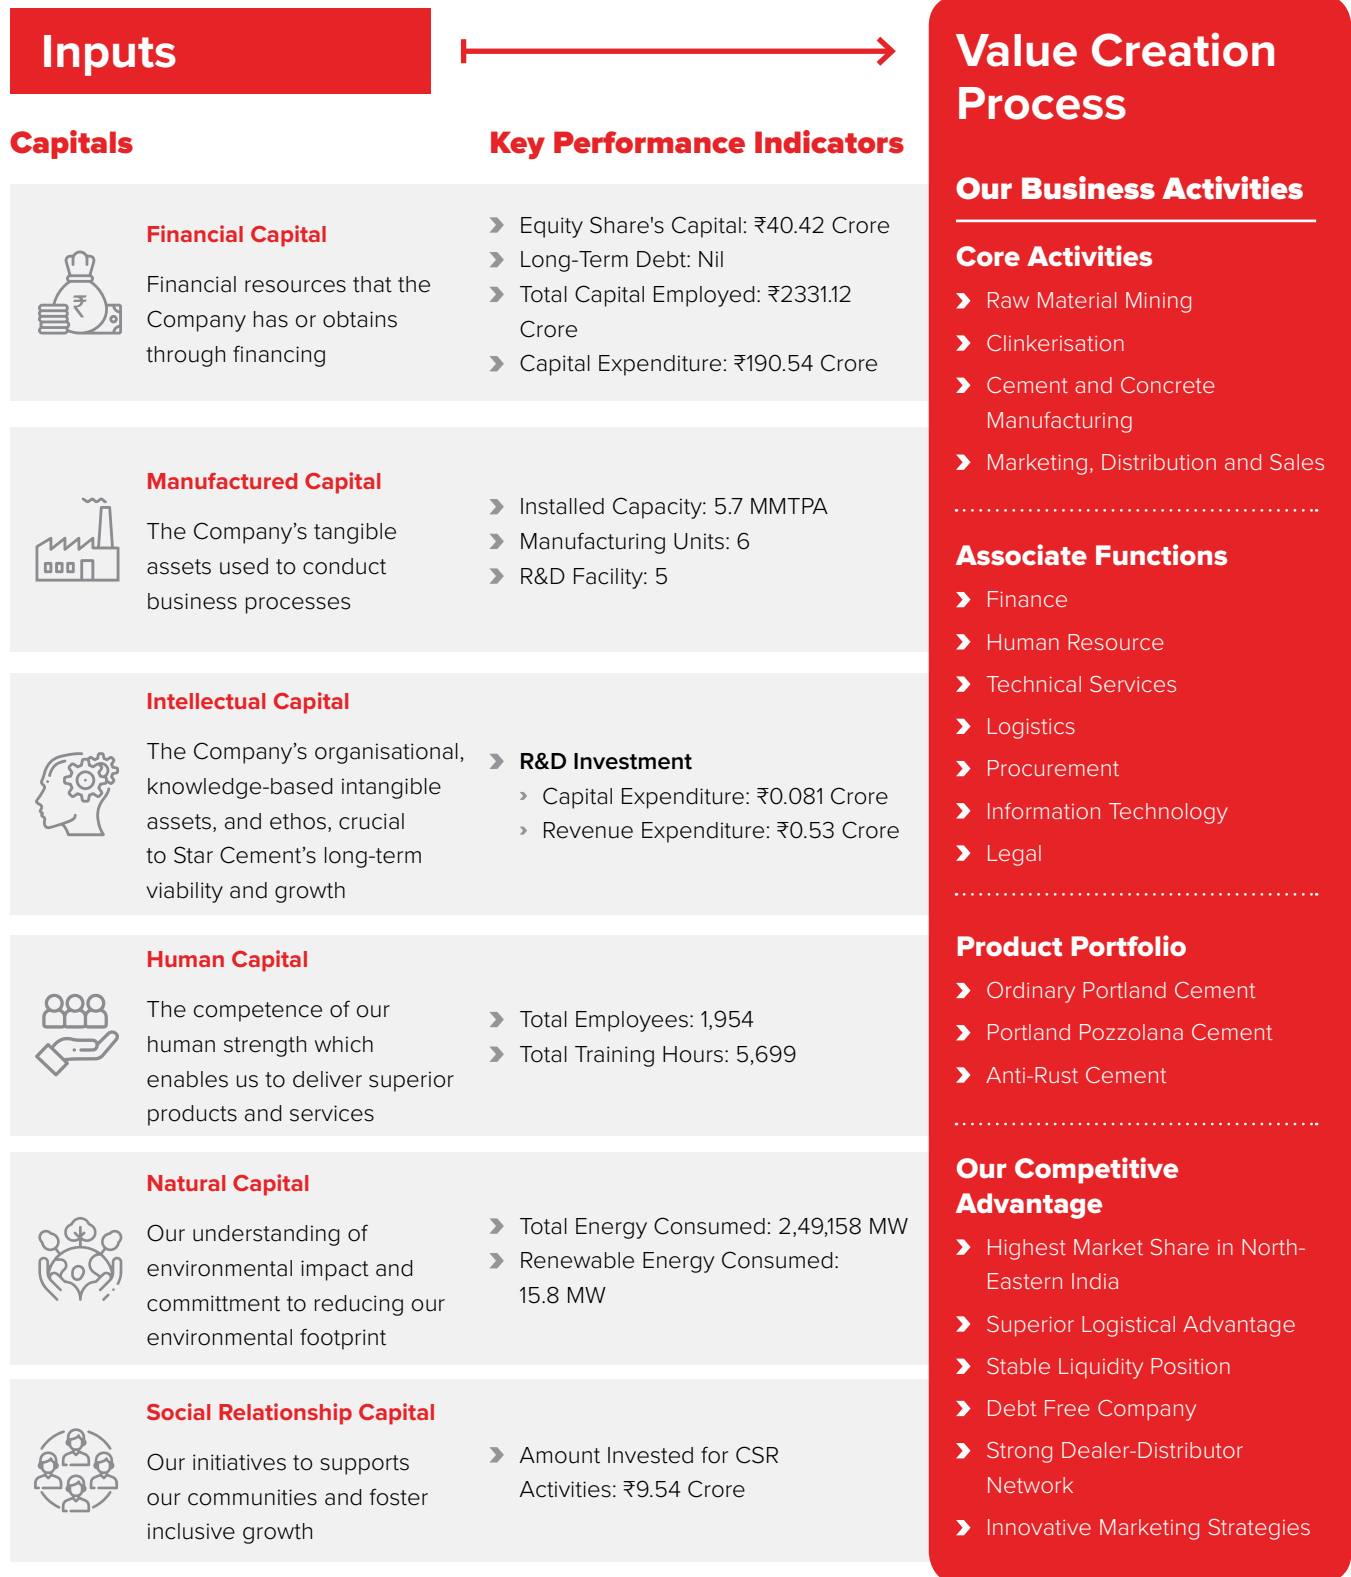 Inputs
Capitals
Key Performance Indicators
Financial Capital
Financial resources that the
Company has or obtains
through financing
Equity Share's Capital: ₹40.42 Crore
Long-Term Debt: Nil
Total Capital Employed: ₹2331.12
Crore
Capital Expenditure: ₹190.54 Crore
Manufactured Capital
The Company’s tangible
assets used to conduct
business processes
Installed Capacity: 5.7 MMTPA
Manufacturing Units: 6
R&D Facility: 5
Intellectual Capital
The Company’s organisational,
knowledge-based intangible
assets, and ethos, crucial
to Star Cement’s long-term
viability and growth
R&D Investment
Capital Expenditure: ₹0.081 Crore
Revenue Expenditure: ₹0.53 Crore
Human Capital
The competence of our
human strength which
enables us to deliver superior
products and services
Total Employees: 1,954
Total Training Hours: 5,699
Natural Capital
Our understanding of
environmental impact and
committment to reducing our
environmental footprint
Total Energy Consumed: 2,49,158 MW
Renewable Energy Consumed:
15.8 MW
Social Relationship Capital
Our initiatives to supports
our communities and foster
inclusive growth
Amount Invested for CSR
Activities: ₹9.54 Crore
Value Creation
Process
Our Business Activities
Core Activities
Raw Material Mining
Clinkerisation
Cement and Concrete
Manufacturing
Marketing, Distribution and Sales
Associate Functions
Finance
Human Resource
Technical Services
Logistics
Procurement
Information Technology
Legal
Product Portfolio
Ordinary Portland Cement
Portland Pozzolana Cement
Anti-Rust Cement
Our Competitive
Advantage
Highest Market Share in North-
Eastern India
Superior Logistical Advantage
Stable Liquidity Position
Debt Free Company
Strong Dealer-Distributor
Network
Innovative Marketing Strategies